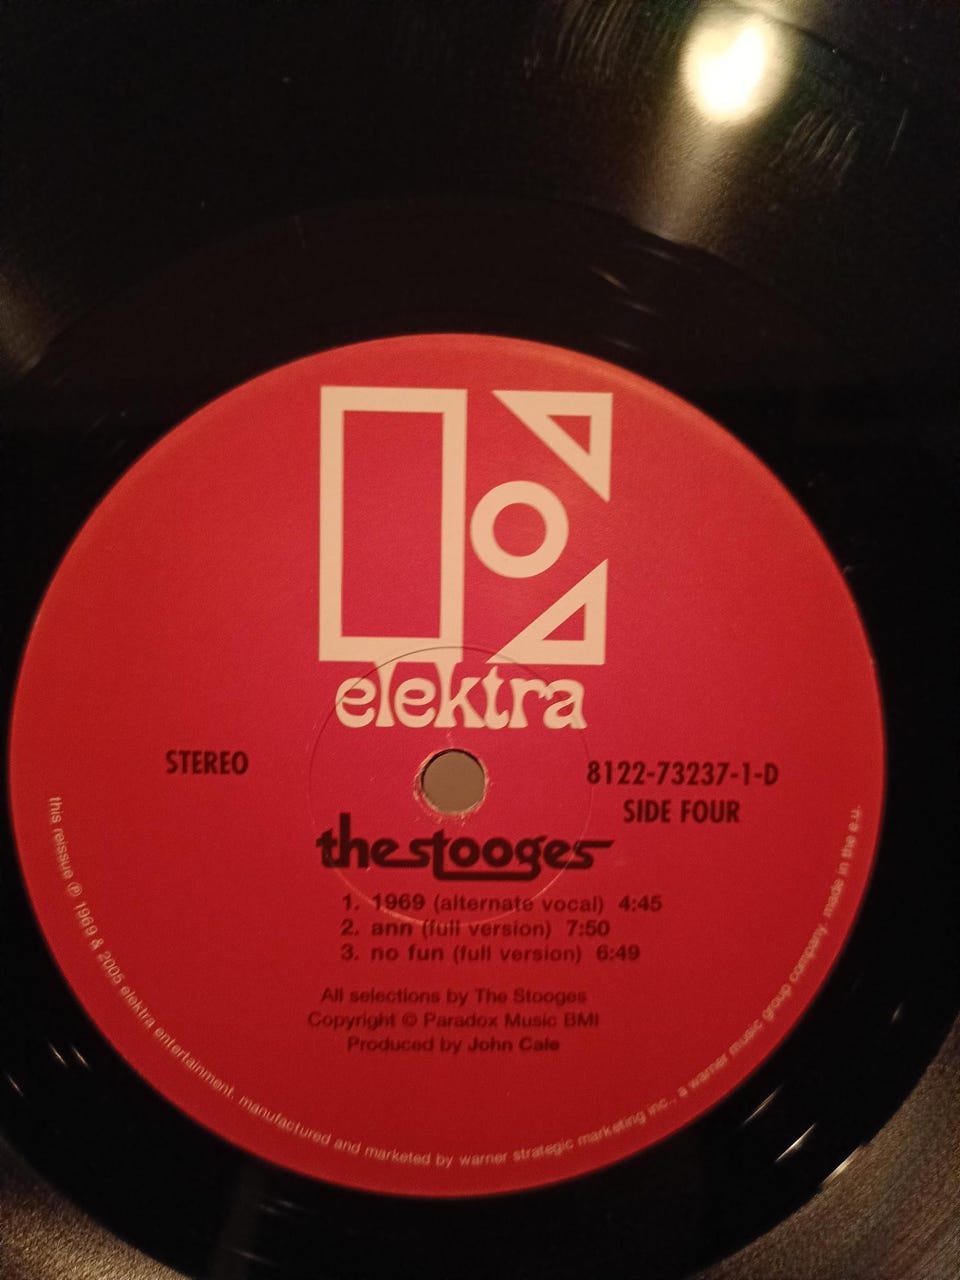 elektra
STEREO
8122-73237-1-D
SIDE FOUR
the stooges
1. 1969 (alternate vocal) 4:45
2. ann (full version) 7:50
3. no fun (full version) 6:49
All selections by The Stooges
Copyright © Paradox Music BMI
Produced by John Cale
this reissue ℗ 1969 & 2005 elektra entertainment. manufactured and marketed by warner strategic marketing inc., a warner music group company. made in the e.u.